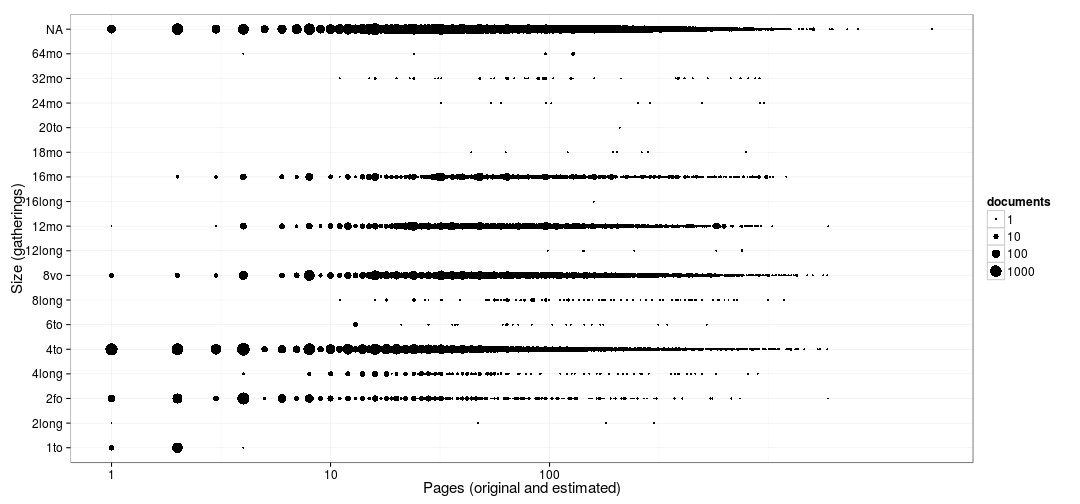 NA
64mo
32mo
24mo
20to
18mo
16mo
16long
12mo
12long
8vo
8long
6to
4to
4long
2fo
2long
1to
Size (gatherings)
1
10
100
Pages (original and estimated)
documents
1
10
100
1000